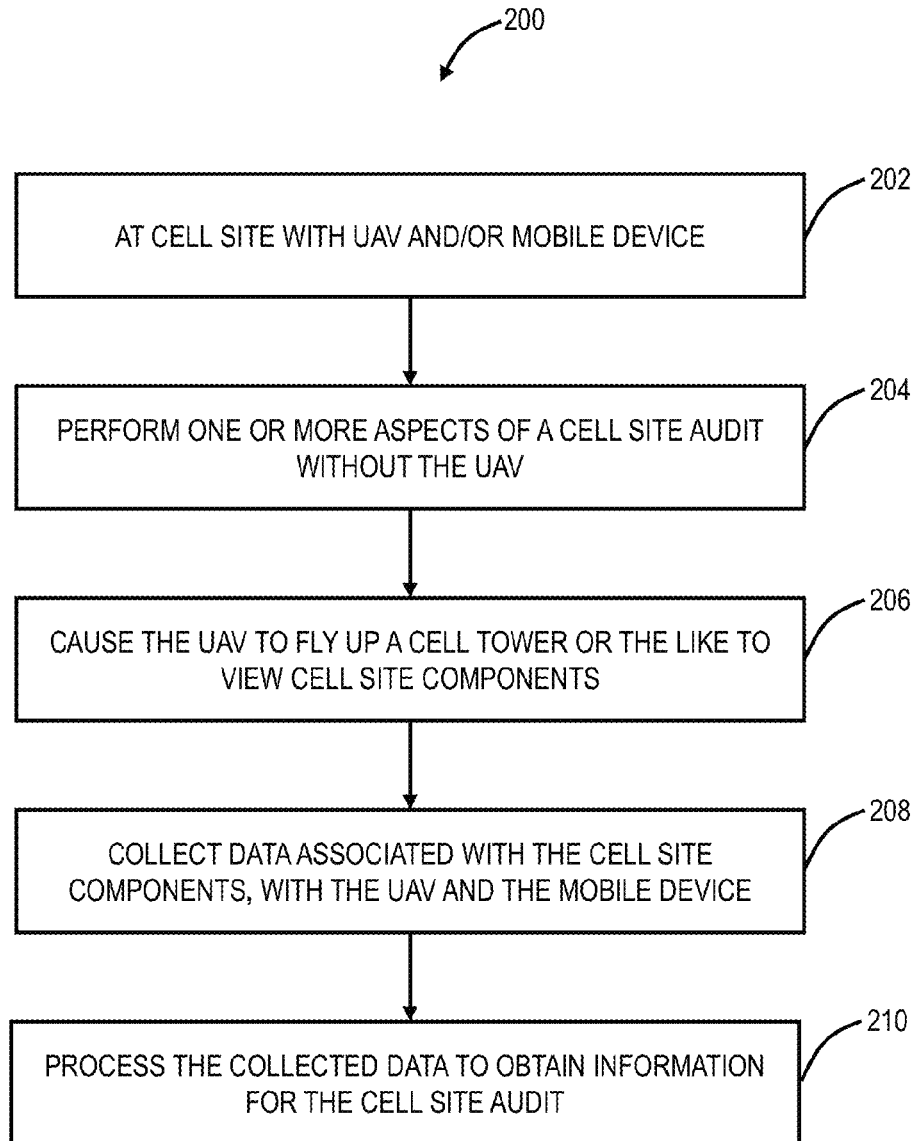 200
202
AT CELL SITE WITH UAV AND/OR MOBILE DEVICE
204
PERFORM ONE OR MORE ASPECTS OF A CELL SITE AUDIT
WITHOUT THE UAV
206
CAUSE THE UAV TO FLY UP A CELL TOWER OR THE LIKE TO
VIEW CELL SITE COMPONENTS
208
COLLECT DATA ASSOCIATED WITH THE CELL SITE
COMPONENTS, WITH THE UAV AND THE MOBILE DEVICE
210
PROCESS THE COLLECTED DATA TO OBTAIN INFORMATION
FOR THE CELL SITE AUDIT